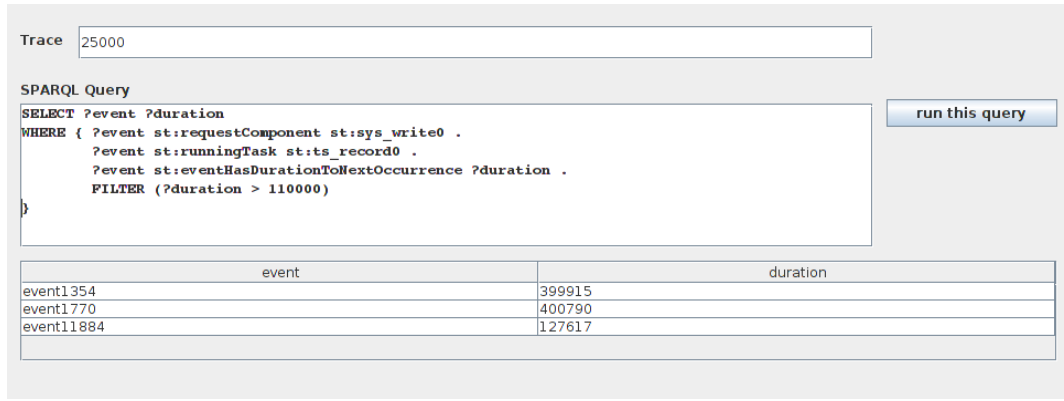 Trace 25000
SPARQL Query
SELECT ?event ?duration
WHERE { ?event st:requestComponent st:sys_write0 .
?event st:runningTask st:ts_record0 .
?event st:eventHasDurationToNextOccurrence ?duration .
FILTER (?duration > 110000)
}
run this query
event duration
event1354 399915
event1770 400790
event11884 127617